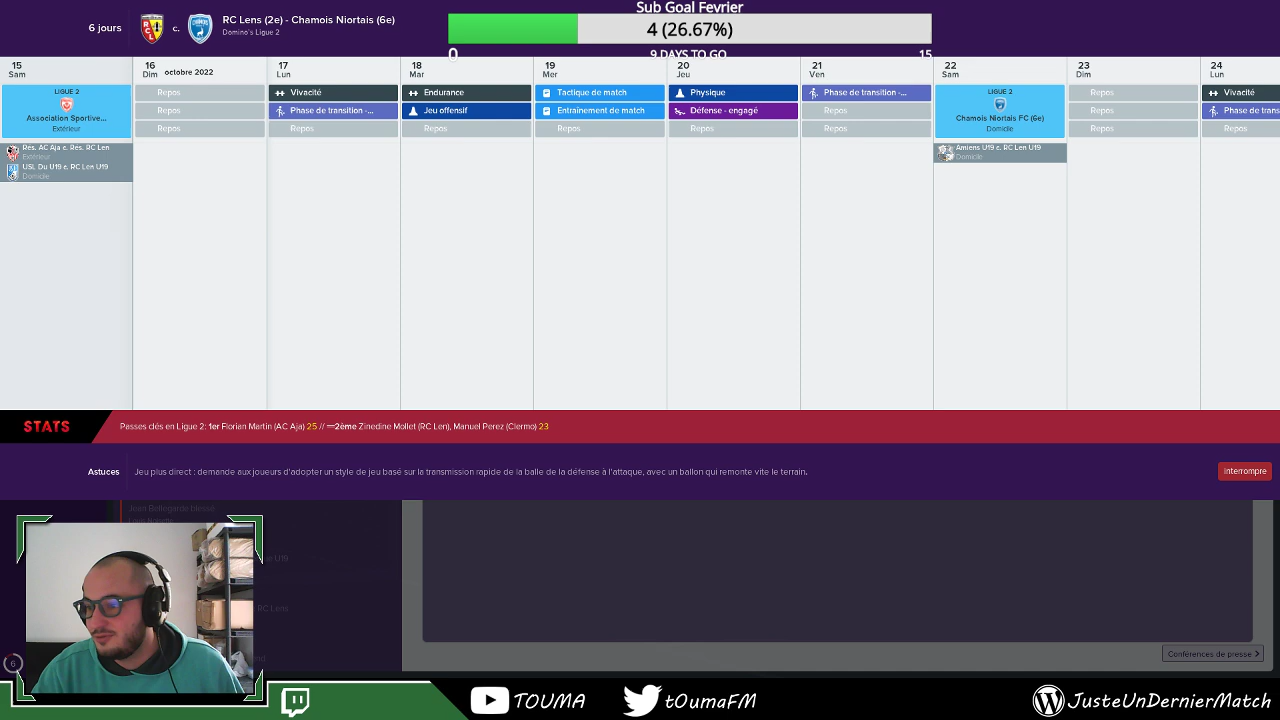 Sub Goal Fevrier
6 jours
c.
RC Lens (2e) - Chamois Niortais (6e)
Domino's Ligue 2
4 (26.67%)
0
9 DAYS TO GO
15
15
Sam
16
Dim
octobre 2022
17
Lun
18
Mar
19
Mer
20
Jeu
21
Ven
22
Sam
23
Dim
24
Lun
LIGUE 2
Association Sportive...
Extérieur
Rés. AC Aja c. Rés. RC Len
Extérieur
USL Du U19 c. RC Len U19
Domicile
Repos
Repos
Repos
Vivacité
Phase de transition -...
Repos
Endurance
Jeu offensif
Repos
Tactique de match
Entraînement de match
Repos
Physique
Défense - engagé
Repos
Phase de transition -...
Repos
Repos
LIGUE 2
Chamois Niortais FC (6e)
Domicile
Amiens U19 c. RC Len U19
Domicile
Repos
Repos
Repos
Vivacité
Phase de trans
Repos
STATS
Passes clés en Ligue 2: 1er Florian Martin (AC Aja) 25 // =2ème Zinedine Mollet (RC Len), Manuel Perez (Clermo) 23
Astuces
Jeu plus direct : demande aux joueurs d'adopter un style de jeu basé sur la transmission rapide de la balle de la défense à l'attaque, avec un ballon qui remonte vite le terrain.
Interrompre
U19
RC Lens
6
Conférences de presse
TOUMA
tOumaFM
JusteUnDernierMatch